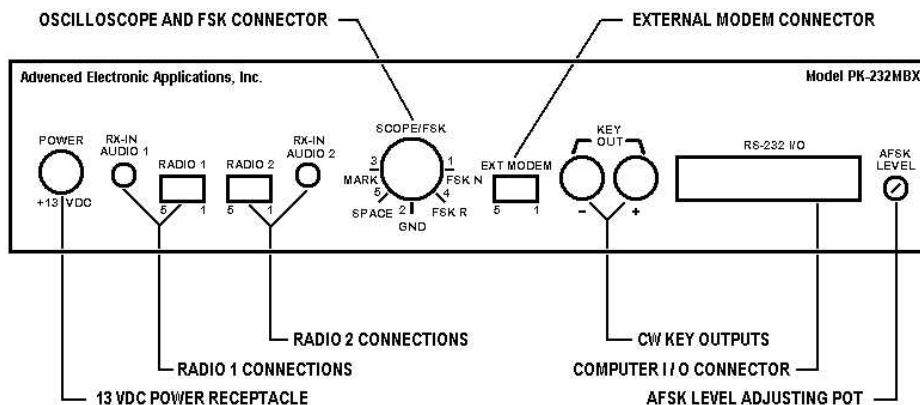 OSCILLOSCOPE AND FSK CONNECTOR
EXTERNAL MODEM CONNECTOR
Advanced Electronic Applications, Inc.
Model PK-232MBX
POWER
+13 VDC
RX-IN
AUDIO 1
RADIO 1
5 1
RADIO 2
5 1
RX-IN
AUDIO 2
SCOPE/FSK
3 1
MARK FSK N
5 4
SPACE 2 FSK R
GND
EXT MODEM
5 1
KEY
OUT
- +
RS-232 I/O
AFSK
LEVEL
RADIO 2 CONNECTIONS
CW KEY OUTPUTS
RADIO 1 CONNECTIONS
COMPUTER I / O CONNECTOR
13 VDC POWER RECEPTACLE
AFSK LEVEL ADJUSTING POT